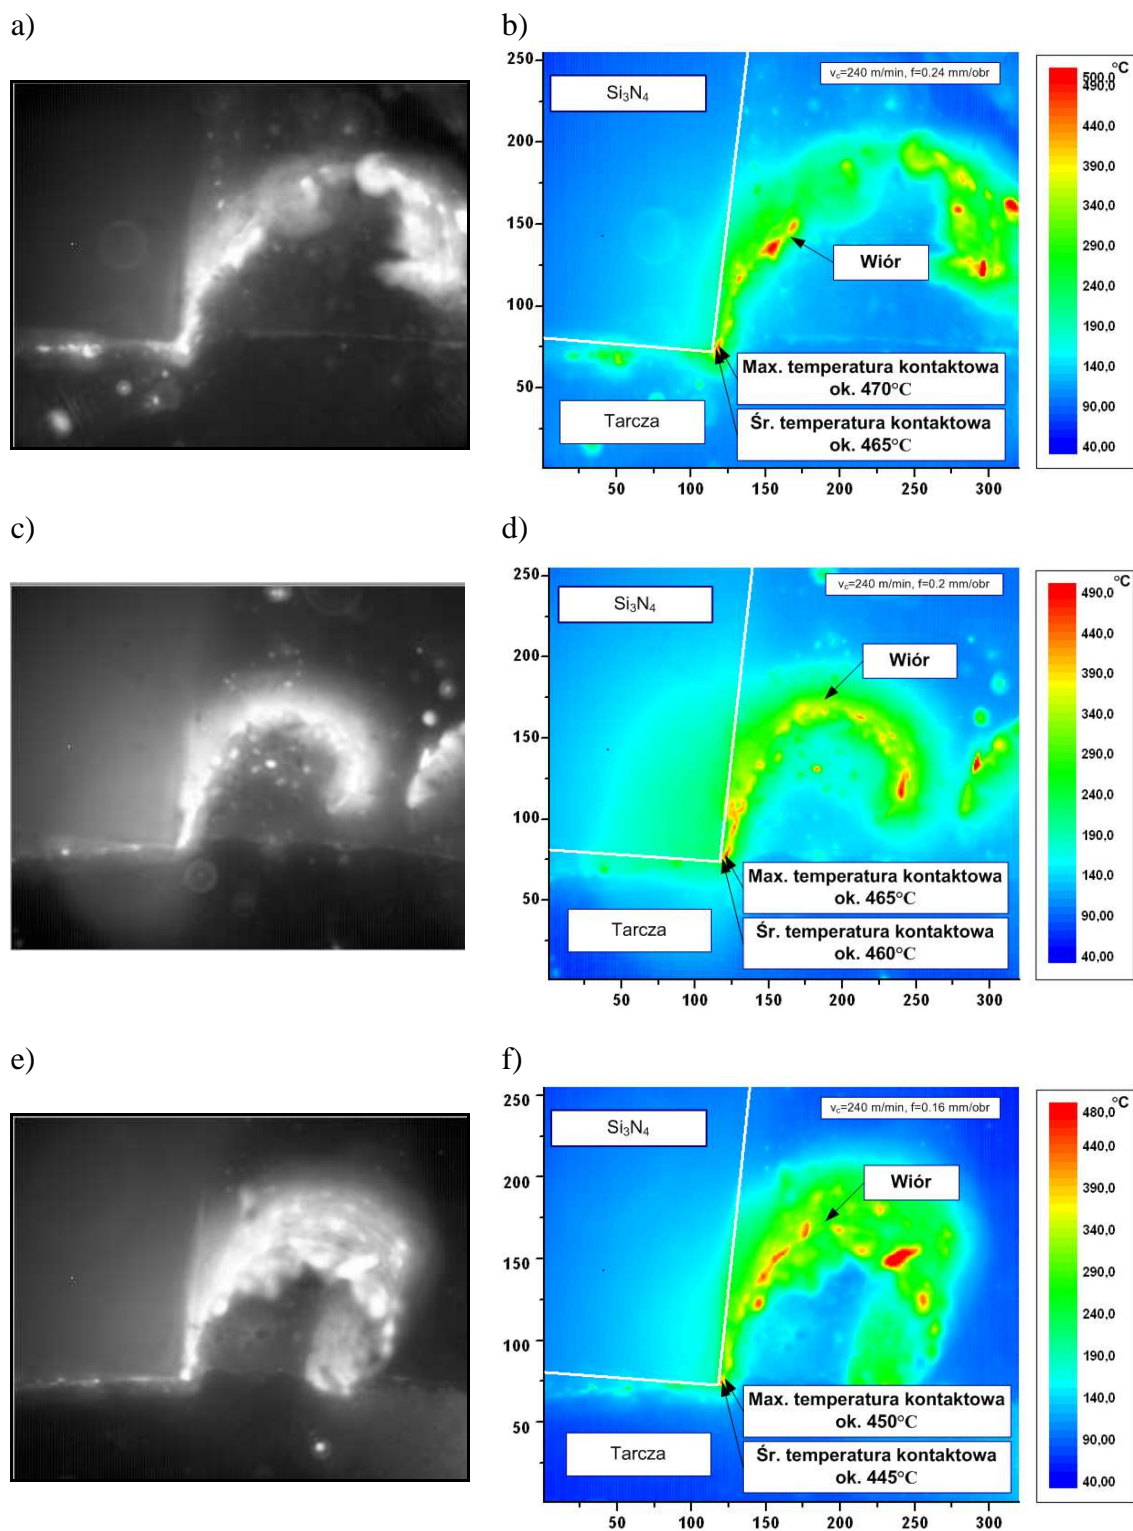 a)
b)
250
200
150
100
50
50
100
150
200
250
300
Si₃N₄
v꜀=240 m/min, f=0.24 mm/obr
Wiór
Max. temperatura kontaktowa
ok. 470°C
Śr. temperatura kontaktowa
ok. 465°C
Tarcza
°C
500,0
490,0
440,0
390,0
340,0
290,0
240,0
190,0
140,0
90,00
40,00
c)
d)
250
200
150
100
50
50
100
150
200
250
300
Si₃N₄
v꜀=240 m/min, f=0.2 mm/obr
Wiór
Max. temperatura kontaktowa
ok. 465°C
Śr. temperatura kontaktowa
ok. 460°C
Tarcza
°C
490,0
440,0
390,0
340,0
290,0
240,0
190,0
140,0
90,00
40,00
e)
f)
250
200
150
100
50
50
100
150
200
250
300
Si₃N₄
v꜀=240 m/min, f=0.16 mm/obr
Wiór
Max. temperatura kontaktowa
ok. 450°C
Śr. temperatura kontaktowa
ok. 445°C
Tarcza
°C
480,0
440,0
390,0
340,0
290,0
240,0
190,0
140,0
90,00
40,00